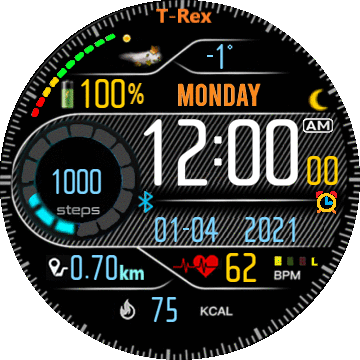 T-Rex
-1°
100% MONDAY
12:00 AM
00
1000
steps
01-04 2021
0.70km
62 L
BPM
75 KCAL